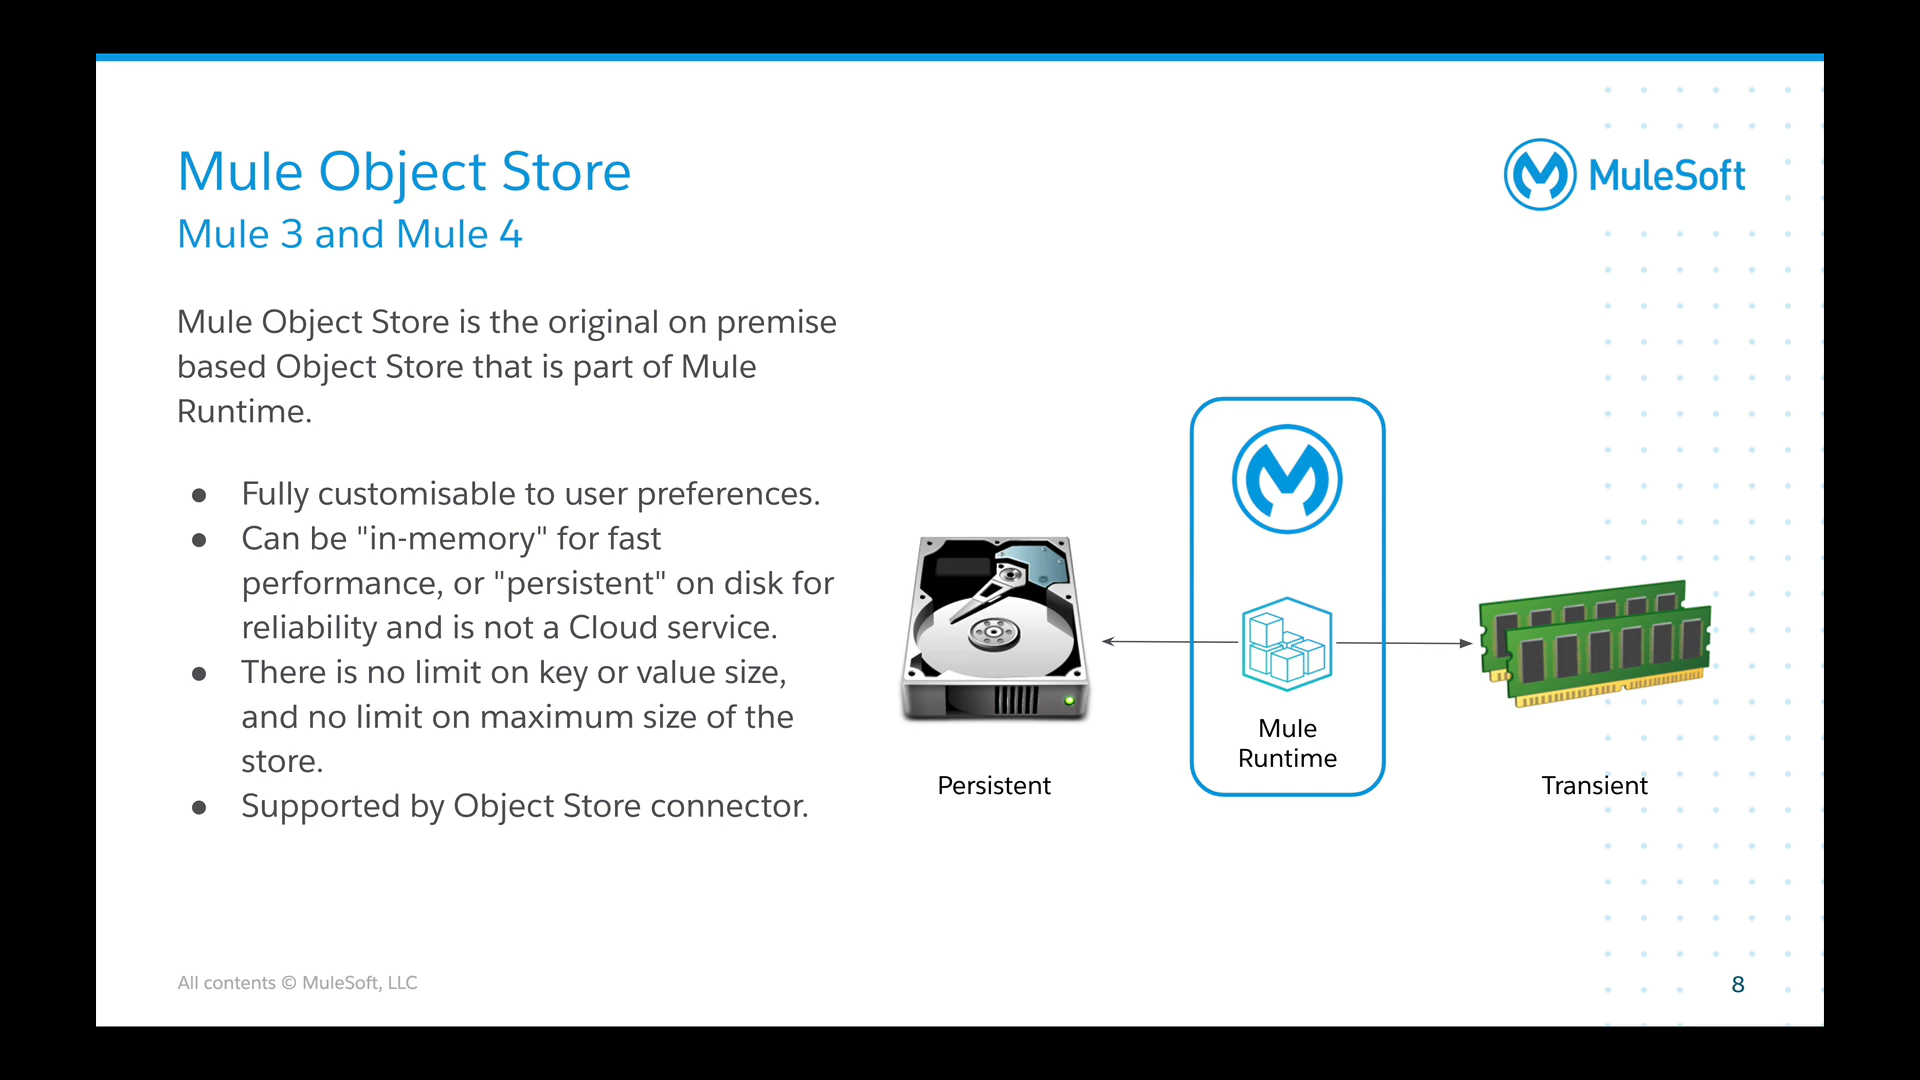 Mule Object Store
MuleSoft
Mule 3 and Mule 4
Mule Object Store is the original on premise
based Object Store that is part of Mule
Runtime.
● Fully customisable to user preferences.
● Can be "in-memory" for fast
performance, or "persistent" on disk for
reliability and is not a Cloud service.
● There is no limit on key or value size,
and no limit on maximum size of the
store.
● Supported by Object Store connector.
Persistent
Mule
Runtime
Transient
All contents © MuleSoft, LLC
8